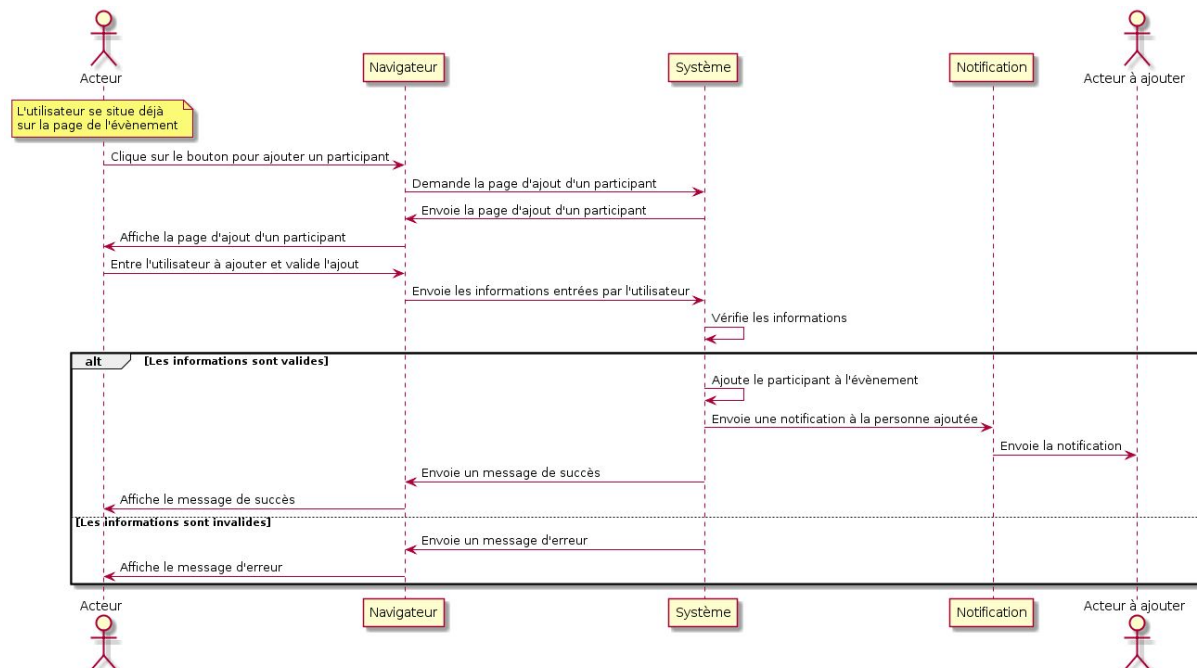 Acteur
Navigateur
Système
Notification
Acteur à ajouter
L'utilisateur se situe déjà
sur la page de l'évènement
Clique sur le bouton pour ajouter un participant
Demande la page d'ajout d'un participant
Envoie la page d'ajout d'un participant
Affiche la page d'ajout d'un participant
Entre l'utilisateur à ajouter et valide l'ajout
Envoie les informations entrées par l'utilisateur
Vérifie les informations
alt [Les informations sont valides]
Ajoute le participant à l'évènement
Envoie une notification à la personne ajoutée
Envoie la notification
Envoie un message de succès
Affiche le message de succès
[Les informations sont invalides]
Envoie un message d'erreur
Affiche le message d'erreur
Acteur
Navigateur
Système
Notification
Acteur à ajouter